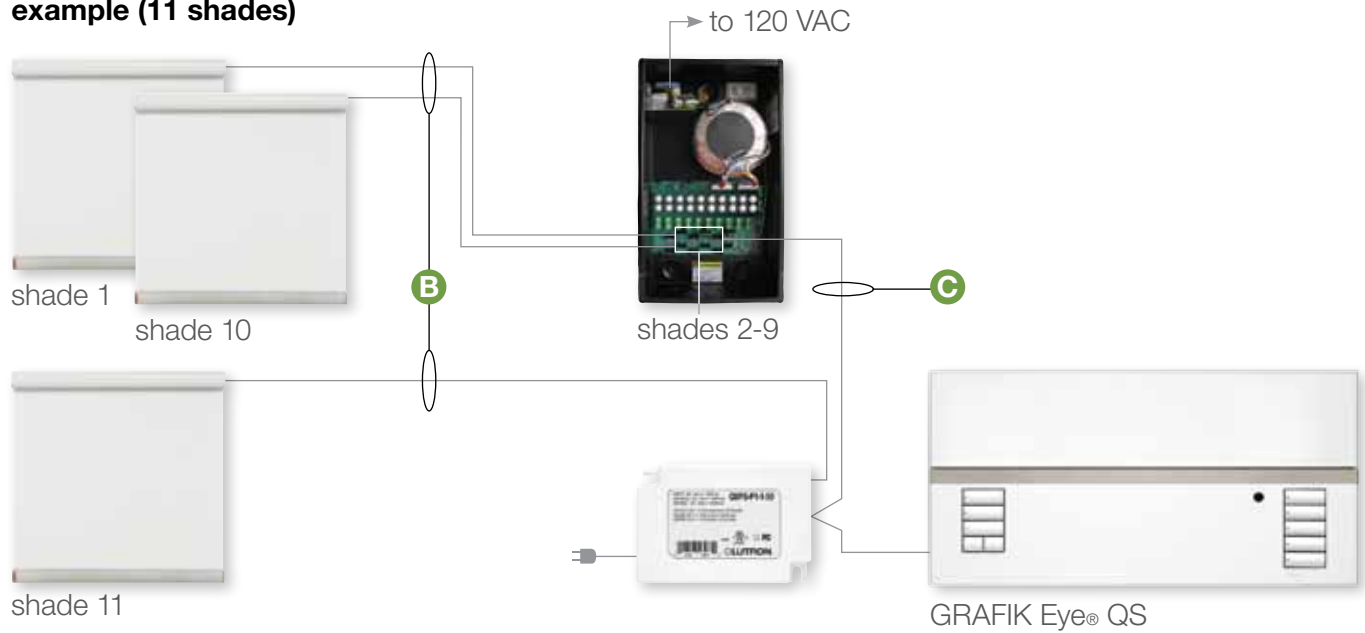 example (11 shades)
to 120 VAC
shade 1
shade 10
B
shades 2-9
C
shade 11
LUTRON
GRAFIK Eye® QS